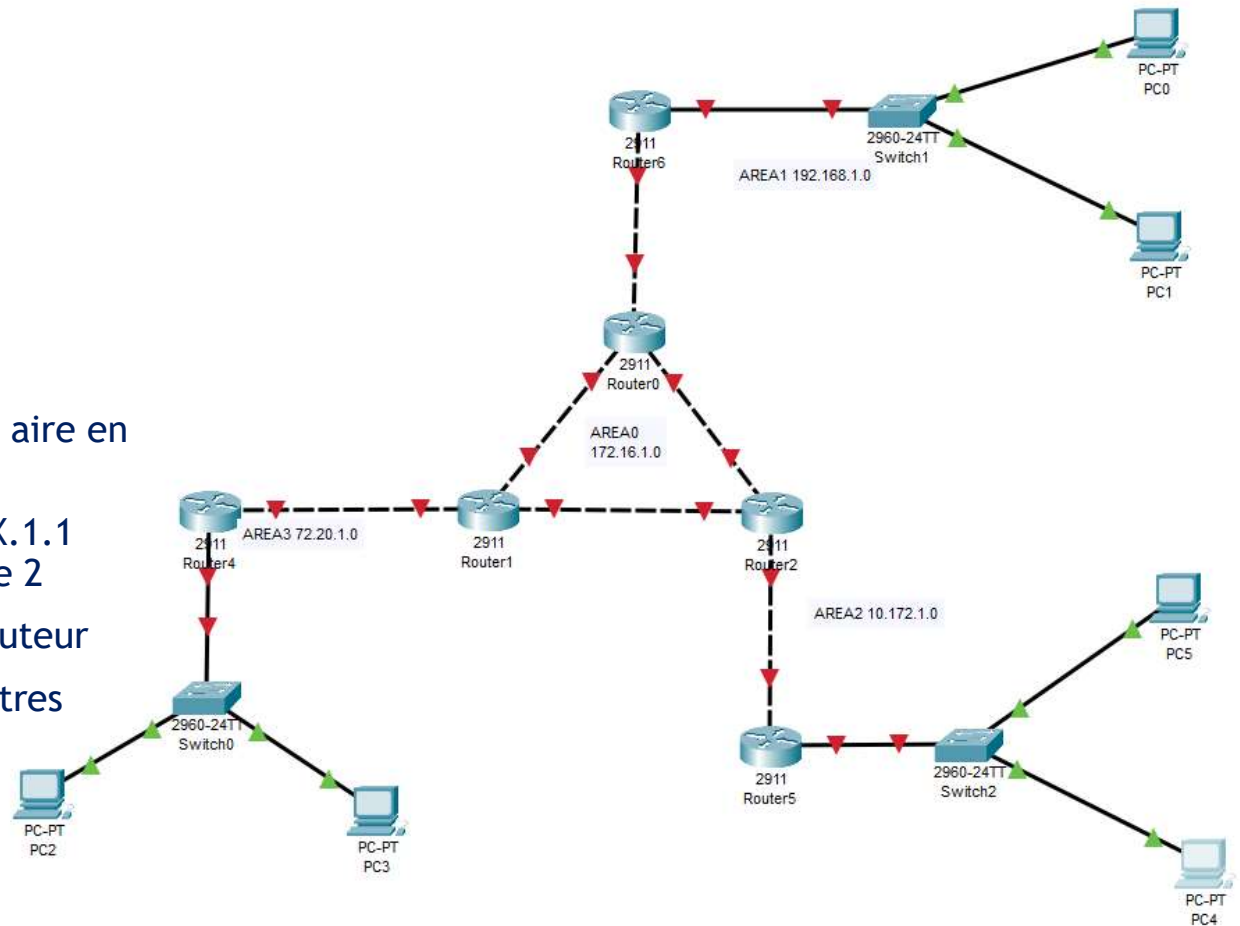 PC-PT
PC0
2911
Router6
2960-24TT
Switch1
AREA1 192.168.1.0
PC-PT
PC1
2911
Router0
aire en
AREA0
172.16.1.0
X.1.1
e 2
uteur
tres
2911
Router4
AREA3 72.20.1.0
2911
Router1
2911
Router2
AREA2 10.172.1.0
PC-PT
PC5
2960-24TT
Switch0
2911
Router5
2960-24TT
Switch2
PC-PT
PC2
PC-PT
PC3
PC-PT
PC4